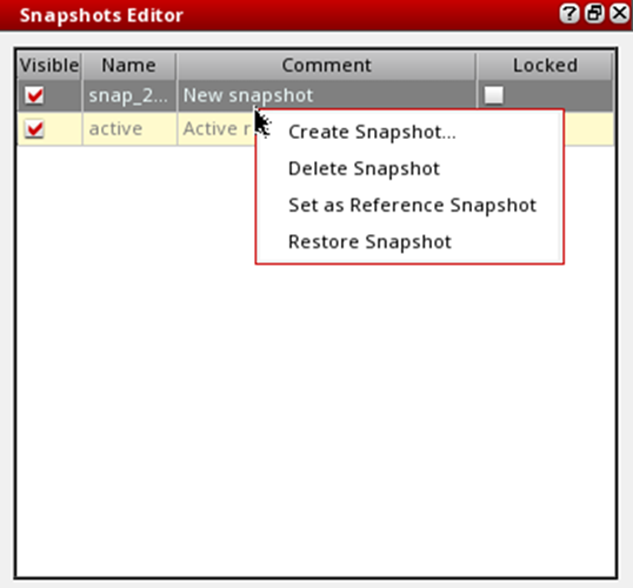 Snapshots Editor
Visible Name Comment Locked
snap_2... New snapshot
active Active r
Create Snapshot...
Delete Snapshot
Set as Reference Snapshot
Restore Snapshot